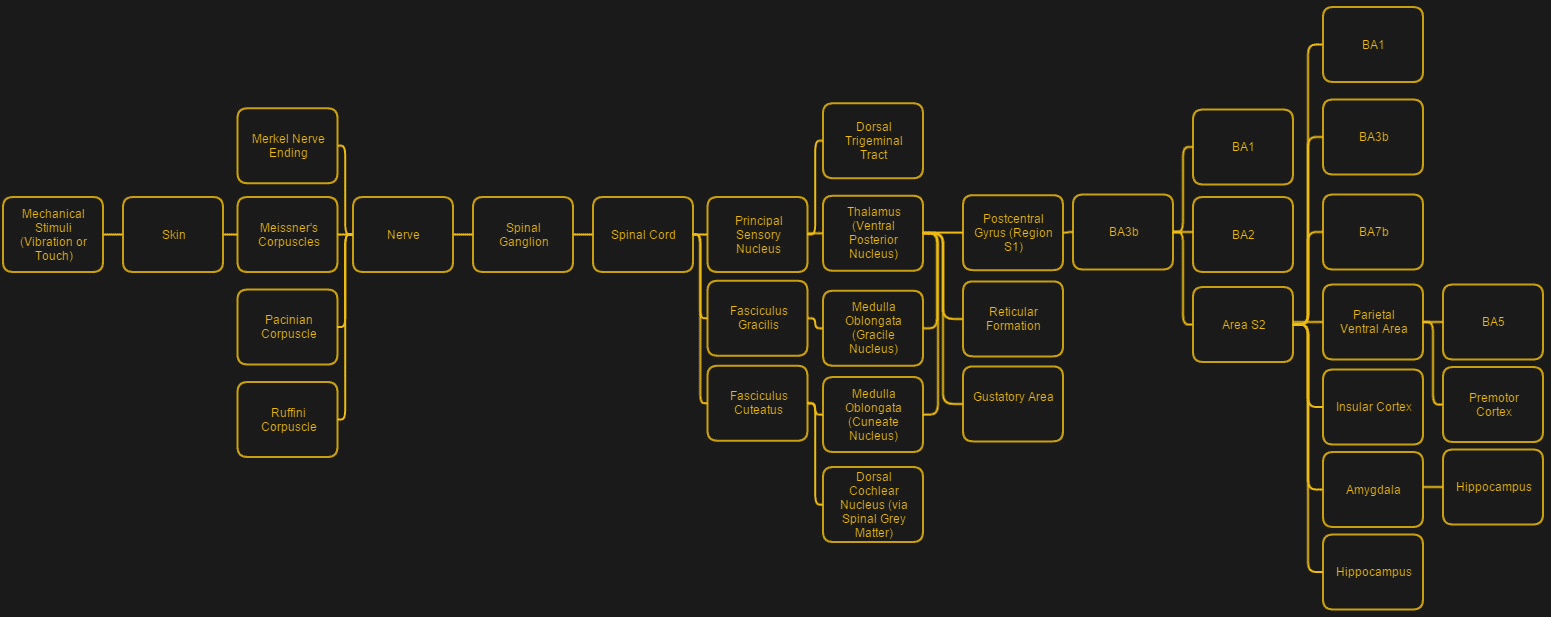 Mechanical
Stimuli
(Vibration or
Touch)
Skin
Merkel Nerve
Ending
Meissner's
Corpuscles
Pacinian
Corpuscle
Ruffini
Corpuscle
Nerve
Spinal
Ganglion
Spinal Cord
Principal
Sensory
Nucleus
Fasciculus
Gracilis
Fasciculus
Cuteatus
Dorsal
Trigeminal
Tract
Thalamus
(Ventral
Posterior
Nucleus)
Medulla
Oblongata
(Gracile
Nucleus)
Medulla
Oblongata
(Cuneate
Nucleus)
Dorsal
Cochlear
Nucleus (via
Spinal Grey
Matter)
Postcentral
Gyrus (Region
S1)
Reticular
Formation
Gustatory Area
BA3b
BA1
BA2
Area S2
BA1
BA3b
BA7b
Parietal
Ventral Area
Insular Cortex
Amygdala
Hippocampus
BA5
Premotor
Cortex
Hippocampus